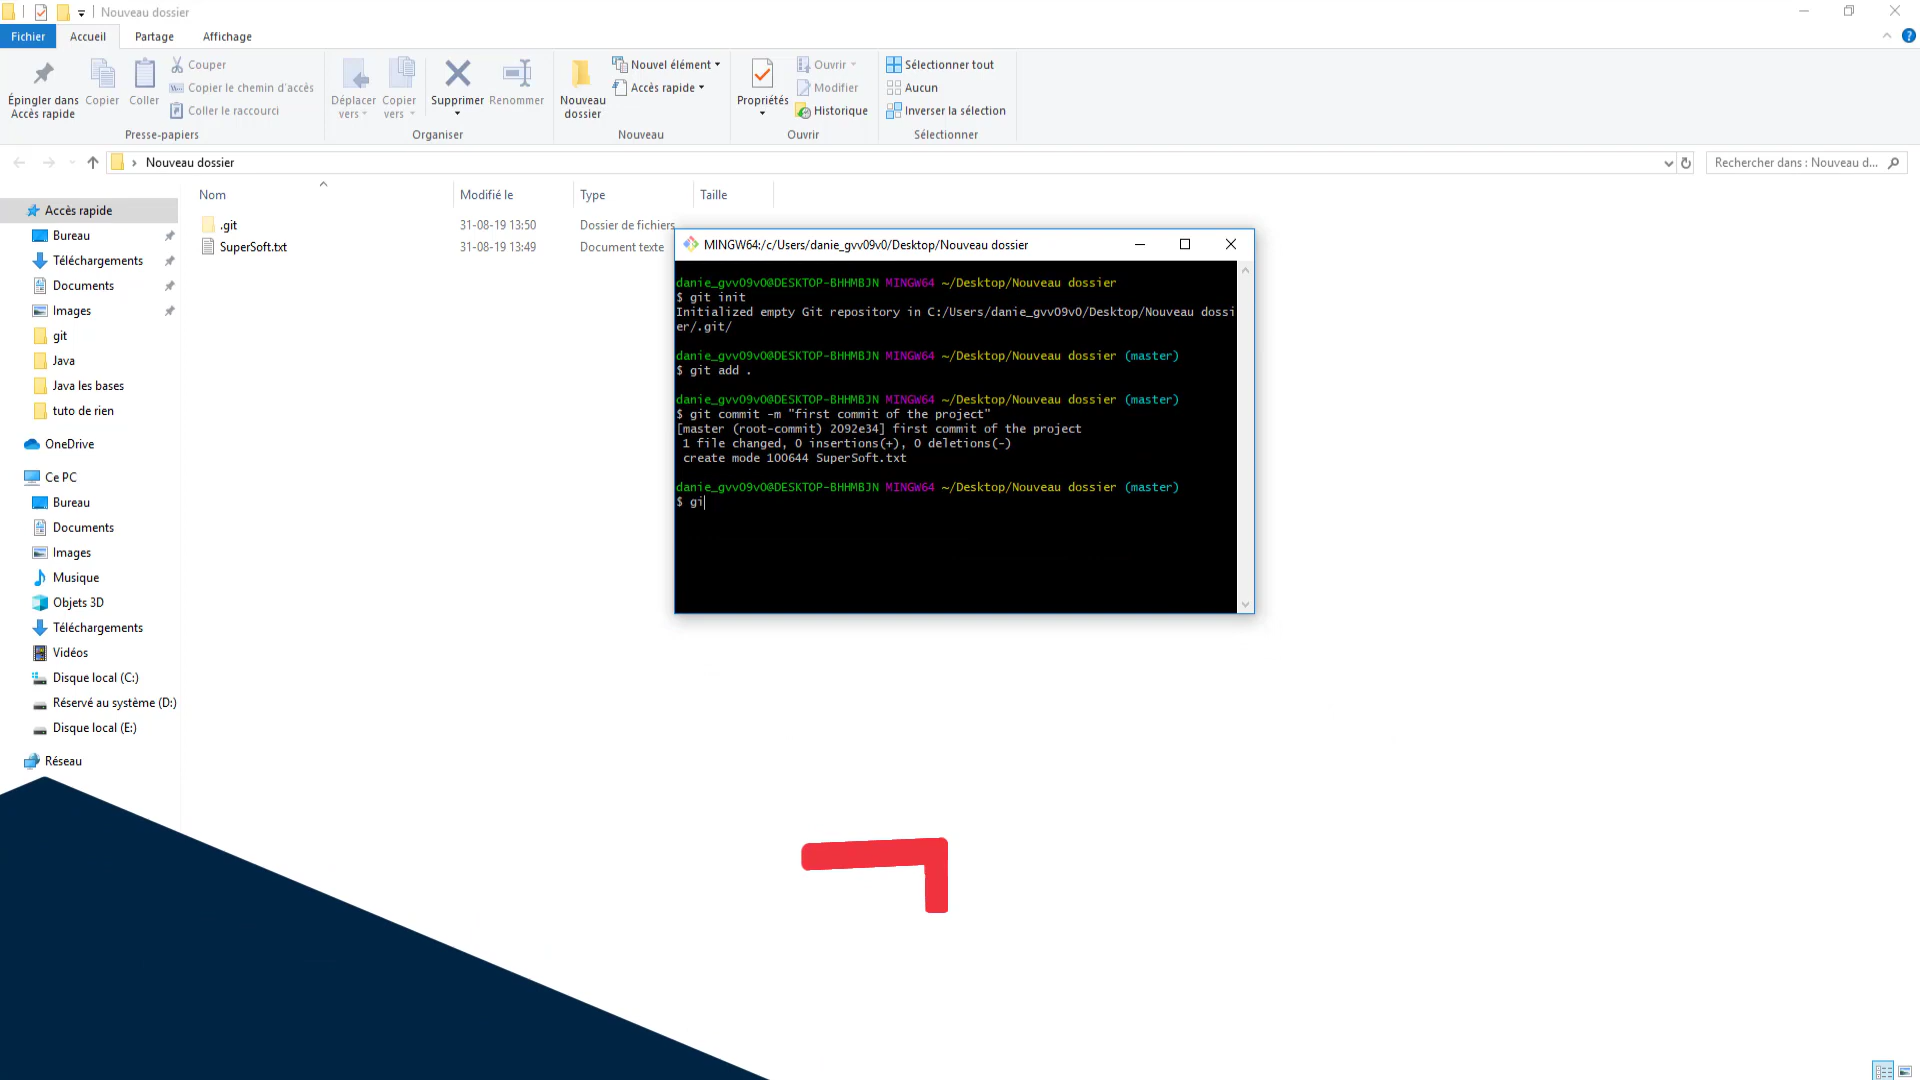 Nouveau dossier
Fichier Accueil Partage Affichage
Épingler dans Accès rapide
Copier
Coller
Couper
Copier le chemin d'accès
Coller le raccourci
Presse-papiers
Déplacer vers
Copier vers
Supprimer
Renommer
Organiser
Nouveau dossier
Nouvel élément
Accès rapide
Nouveau
Propriétés
Ouvrir
Modifier
Historique
Ouvrir
Sélectionner tout
Aucun
Inverser la sélection
Sélectionner
Nouveau dossier
Rechercher dans : Nouveau d...
Nom Modifié le Type Taille
.git 31-08-19 13:50 Dossier de fichiers
SuperSoft.txt 31-08-19 13:49 Document texte
Accès rapide
Bureau
Téléchargements
Documents
Images
git
Java
Java les bases
tuto de rien
OneDrive
Ce PC
Bureau
Documents
Images
Musique
Objets 3D
Téléchargements
Vidéos
Disque local (C:)
Réservé au système (D:)
Disque local (E:)
Réseau
MINGW64:/c/Users/danie_gvv09v0/Desktop/Nouveau dossier
danie_gvv09v0@DESKTOP-BHHMBJN MINGW64 ~/Desktop/Nouveau dossier
$ git init
Initialized empty Git repository in C:/Users/danie_gvv09v0/Desktop/Nouveau dossi
er/.git/
danie_gvv09v0@DESKTOP-BHHMBJN MINGW64 ~/Desktop/Nouveau dossier (master)
$ git add .
danie_gvv09v0@DESKTOP-BHHMBJN MINGW64 ~/Desktop/Nouveau dossier (master)
$ git commit -m "first commit of the project"
[master (root-commit) 2092e34] first commit of the project
1 file changed, 0 insertions(+), 0 deletions(-)
create mode 100644 SuperSoft.txt
danie_gvv09v0@DESKTOP-BHHMBJN MINGW64 ~/Desktop/Nouveau dossier (master)
$ gi